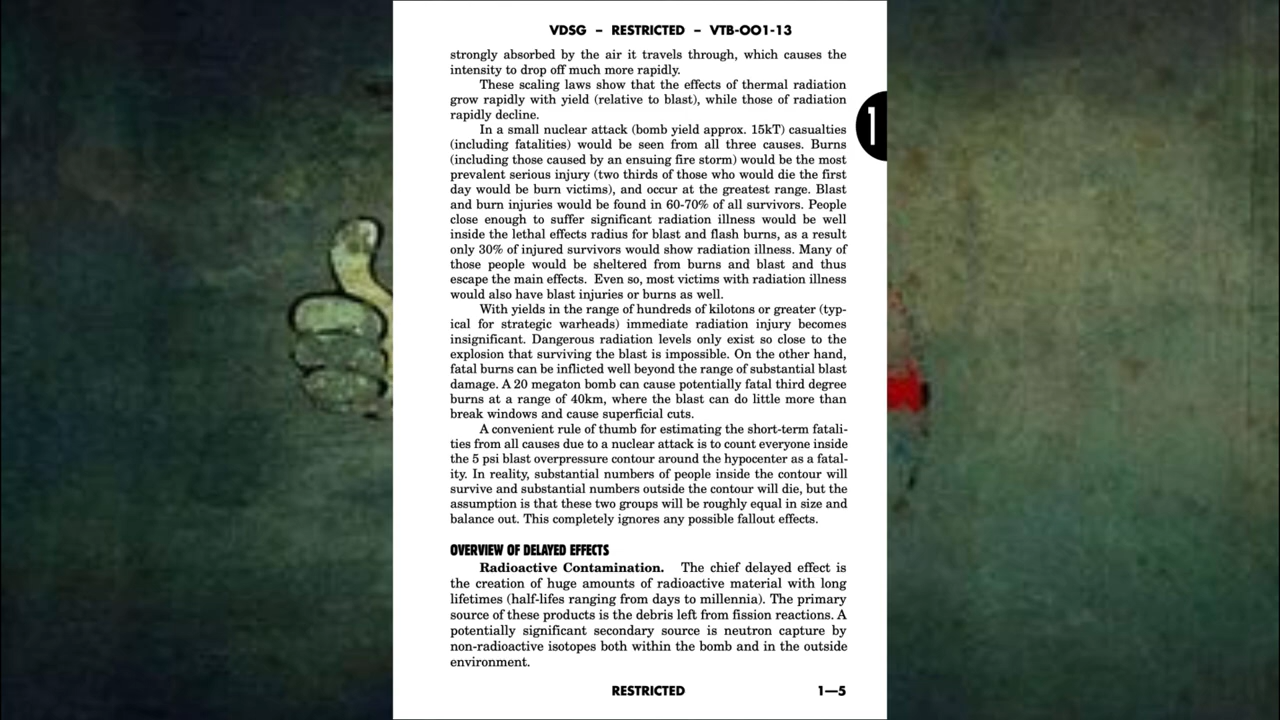 VDSG – RESTRICTED – VTB-OO1-13
strongly absorbed by the air it travels through, which causes the
intensity to drop off much more rapidly.
These scaling laws show that the effects of thermal radiation
grow rapidly with yield (relative to blast), while those of radiation
rapidly decline.
1
In a small nuclear attack (bomb yield approx. 15kT) casualties
(including fatalities) would be seen from all three causes. Burns
(including those caused by an ensuing fire storm) would be the most
prevalent serious injury (two thirds of those who would die the first
day would be burn victims), and occur at the greatest range. Blast
and burn injuries would be found in 60-70% of all survivors. People
close enough to suffer significant radiation illness would be well
inside the lethal effects radius for blast and flash burns, as a result
only 30% of injured survivors would show radiation illness. Many of
those people would be sheltered from burns and blast and thus
escape the main effects. Even so, most victims with radiation illness
would also have blast injuries or burns as well.
With yields in the range of hundreds of kilotons or greater (typ-
ical for strategic warheads) immediate radiation injury becomes
insignificant. Dangerous radiation levels only exist so close to the
explosion that surviving the blast is impossible. On the other hand,
fatal burns can be inflicted well beyond the range of substantial blast
damage. A 20 megaton bomb can cause potentially fatal third degree
burns at a range of 40km, where the blast can do little more than
break windows and cause superficial cuts.
A convenient rule of thumb for estimating the short-term fatali-
ties from all causes due to a nuclear attack is to count everyone inside
the 5 psi blast overpressure contour around the hypocenter as a fatal-
ity. In reality, substantial numbers of people inside the contour will
survive and substantial numbers outside the contour will die, but the
assumption is that these two groups will be roughly equal in size and
balance out. This completely ignores any possible fallout effects.
OVERVIEW OF DELAYED EFFECTS
Radioactive Contamination. The chief delayed effect is
the creation of huge amounts of radioactive material with long
lifetimes (half-lifes ranging from days to millennia). The primary
source of these products is the debris left from fission reactions. A
potentially significant secondary source is neutron capture by
non-radioactive isotopes both within the bomb and in the outside
environment.
RESTRICTED 1—5